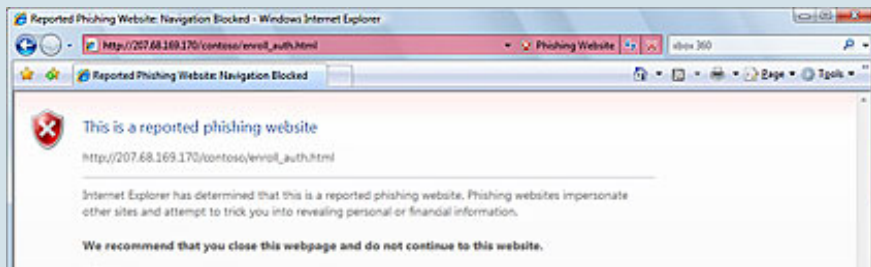 Reported Phishing Website: Navigation Blocked - Windows Internet Explorer
http://207.68.169.170/contoso/enroll_auth.html
Phishing Website
xbox 360
Reported Phishing Website: Navigation Blocked
Page
Tools
This is a reported phishing website
http://207.68.169.170/contoso/enroll_auth.html
Internet Explorer has determined that this is a reported phishing website. Phishing websites impersonate
other sites and attempt to trick you into revealing personal or financial information.
We recommend that you close this webpage and do not continue to this website.